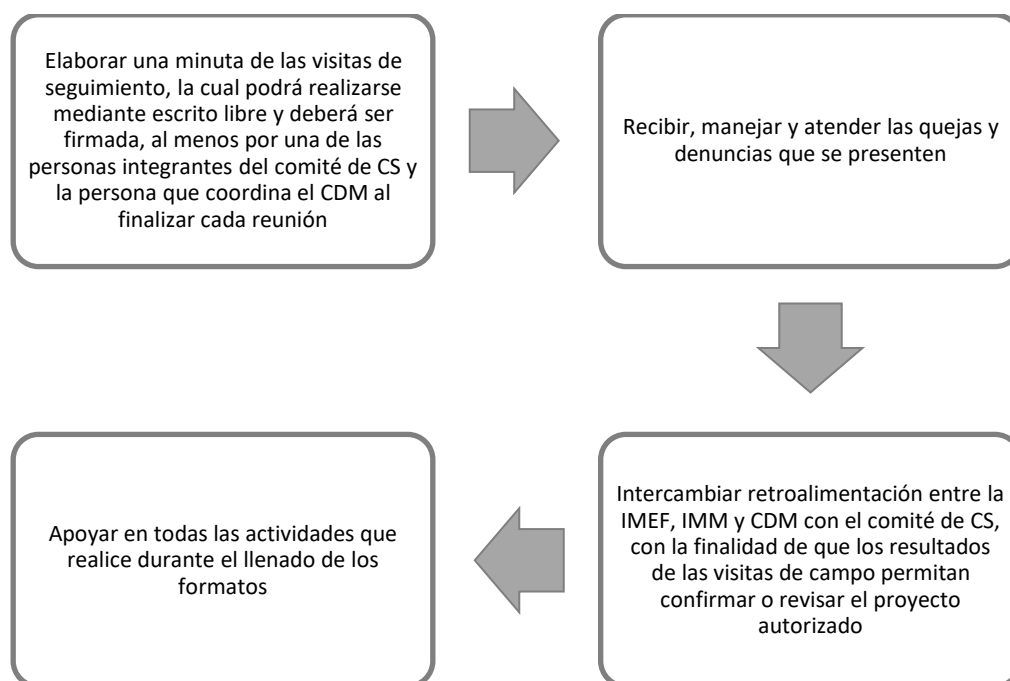 Elaborar una minuta de las visitas de
seguimiento, la cual podrá realizarse
mediante escrito libre y deberá ser
firmada, al menos por una de las
personas integrantes del comité de CS y
la persona que coordina el CDM al
finalizar cada reunión
Recibir, manejar y atender las quejas y
denuncias que se presenten
Intercambiar retroalimentación entre la
IMEF, IMM y CDM con el comité de CS,
con la finalidad de que los resultados
de las visitas de campo permitan
confirmar o revisar el proyecto
autorizado
Apoyar en todas las actividades que
realice durante el llenado de los
formatos